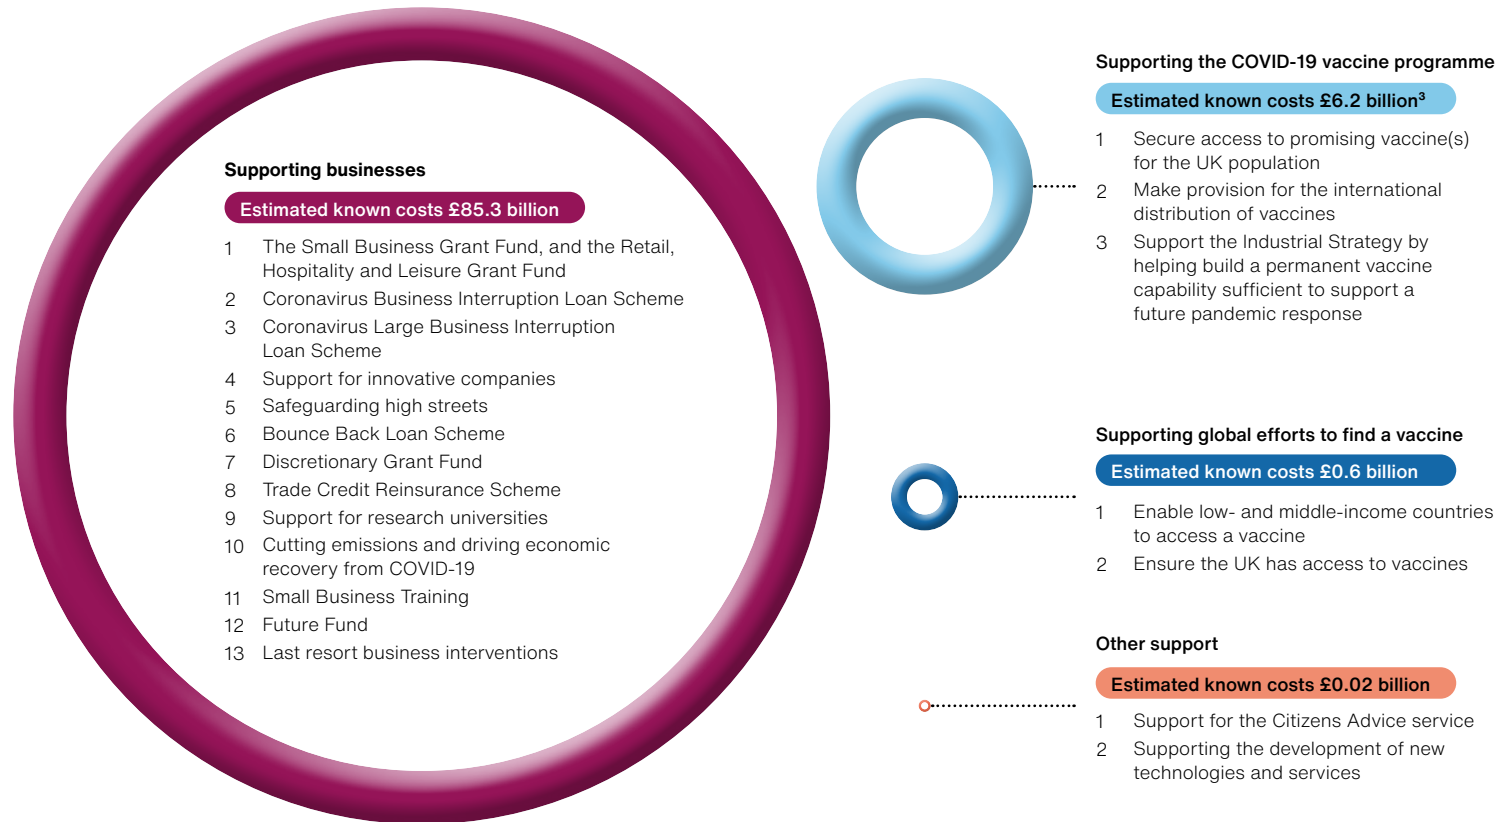 Supporting businesses
Estimated known costs £85.3 billion
1 The Small Business Grant Fund, and the Retail,
Hospitality and Leisure Grant Fund
2 Coronavirus Business Interruption Loan Scheme
3 Coronavirus Large Business Interruption
Loan Scheme
4 Support for innovative companies
5 Safeguarding high streets
6 Bounce Back Loan Scheme
7 Discretionary Grant Fund
8 Trade Credit Reinsurance Scheme
9 Support for research universities
10 Cutting emissions and driving economic
recovery from COVID-19
11 Small Business Training
12 Future Fund
13 Last resort business interventions
Supporting the COVID-19 vaccine programme
Estimated known costs £6.2 billion³
1 Secure access to promising vaccine(s)
for the UK population
2 Make provision for the international
distribution of vaccines
3 Support the Industrial Strategy by
helping build a permanent vaccine
capability sufficient to support a
future pandemic response
Supporting global efforts to find a vaccine
Estimated known costs £0.6 billion
1 Enable low- and middle-income countries
to access a vaccine
2 Ensure the UK has access to vaccines
Other support
Estimated known costs £0.02 billion
1 Support for the Citizens Advice service
2 Supporting the development of new
technologies and services